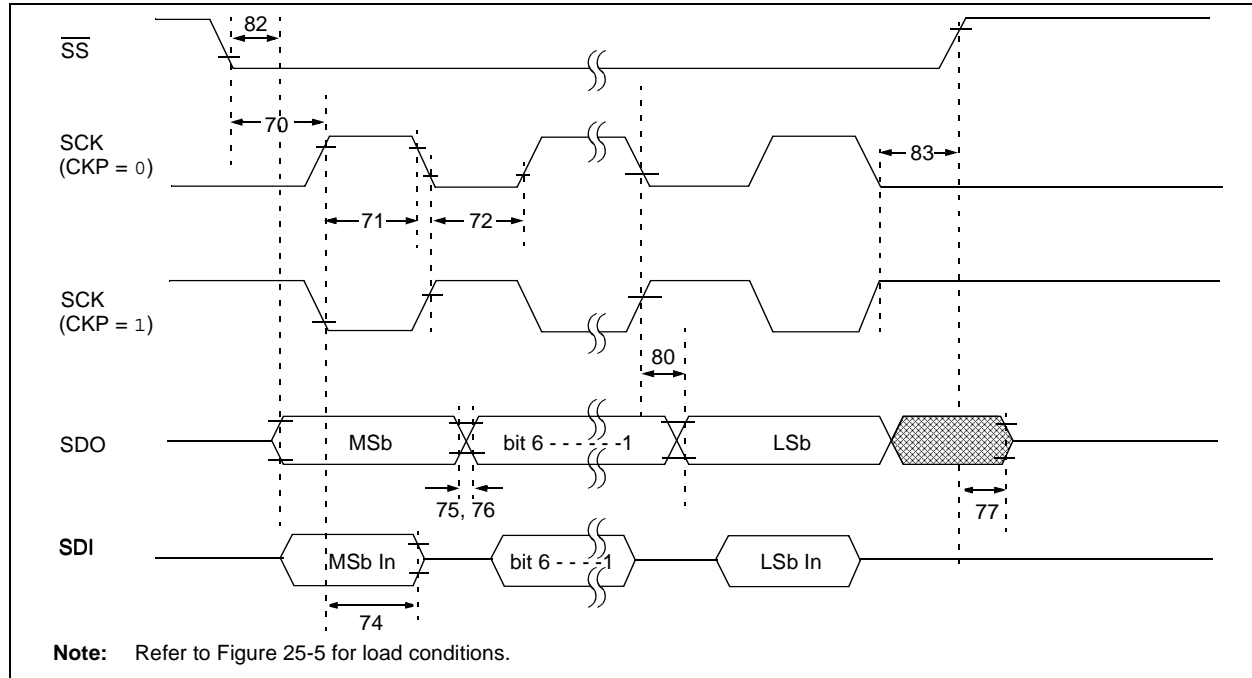 82
SS
70
SCK
(CKP = 0)
83
71
72
SCK
(CKP = 1)
80
SDO
MSb
bit 6 - - - - - -1
LSb
75, 76
77
SDI
MSb In
bit 6 - - - -1
LSb In
74
Note: Refer to Figure 25-5 for load conditions.